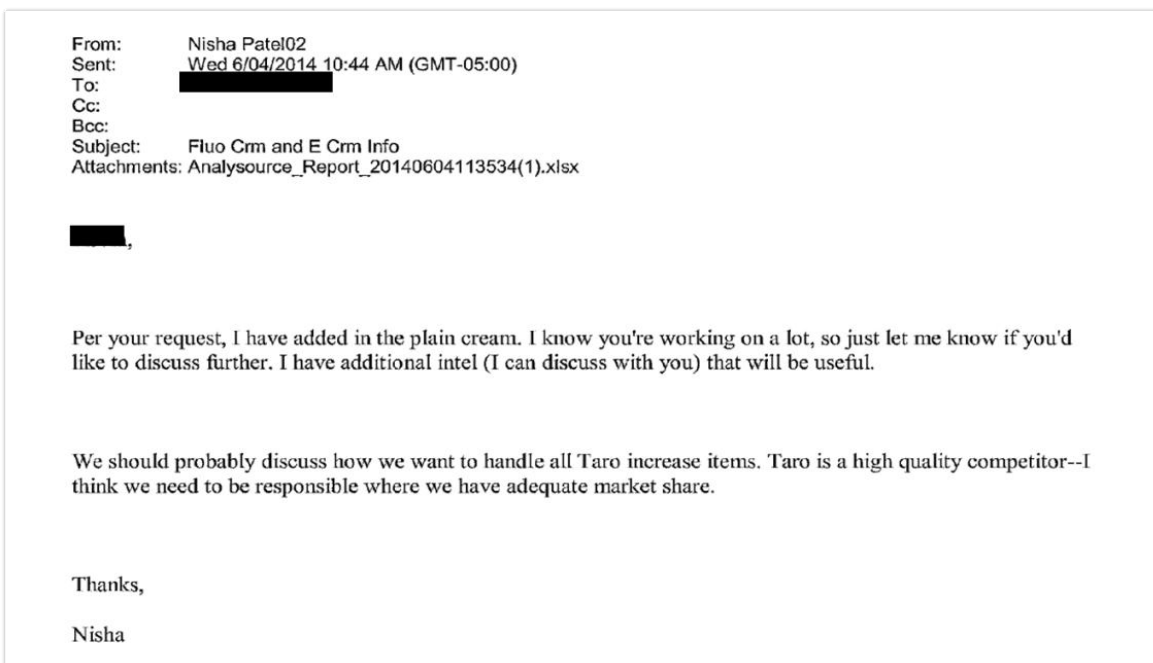 From: Nisha Patel02
Sent: Wed 6/04/2014 10:44 AM (GMT-05:00)
To:
Cc:
Bcc:
Subject: Fluo Crm and E Crm Info
Attachments: Analysource_Report_20140604113534(1).xlsx
,
Per your request, I have added in the plain cream. I know you're working on a lot, so just let me know if you'd
like to discuss further. I have additional intel (I can discuss with you) that will be useful.
We should probably discuss how we want to handle all Taro increase items. Taro is a high quality competitor--I
think we need to be responsible where we have adequate market share.
Thanks,
Nisha